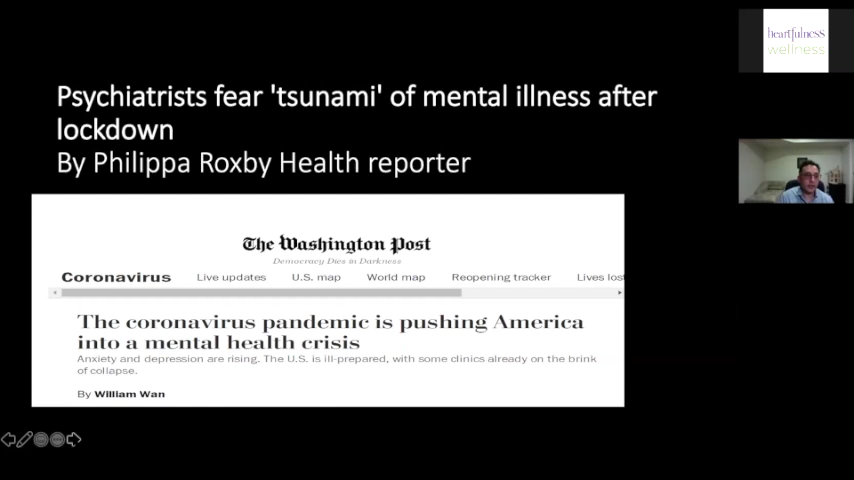 Psychiatrists fear 'tsunami' of mental illness after
lockdown
By Philippa Roxby Health reporter
heartfulness
wellness
The Washington Post
Democracy Dies in Darkness
Coronavirus Live updates U.S. map World map Reopening tracker Lives lost
The coronavirus pandemic is pushing America
into a mental health crisis
Anxiety and depression are rising. The U.S. is ill-prepared, with some clinics already on the brink
of collapse.
By William Wan